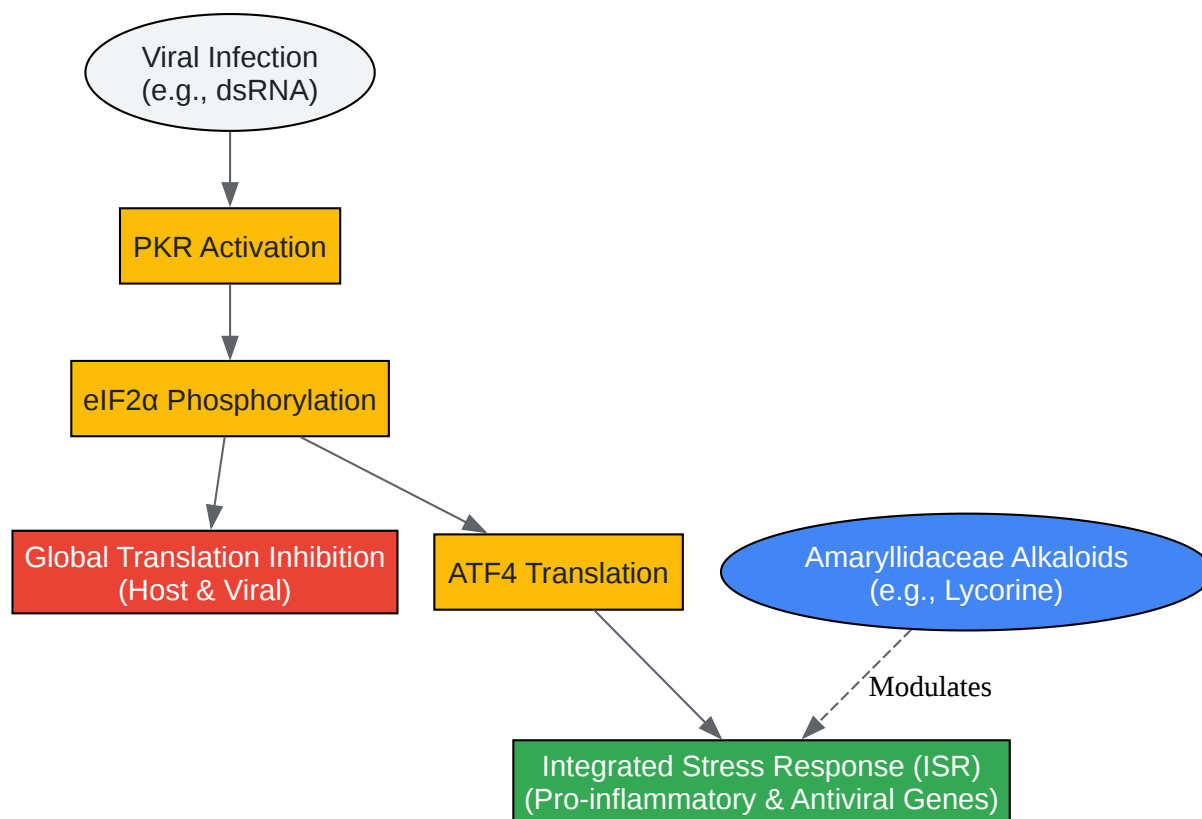 Viral Infection
(e.g., dsRNA)
PKR Activation
eIF2α Phosphorylation
Global Translation Inhibition
(Host & Viral)
ATF4 Translation
Amaryllidaceae Alkaloids
(e.g., Lycorine)
Modulates
Integrated Stress Response (ISR)
(Pro-inflammatory & Antiviral Genes)